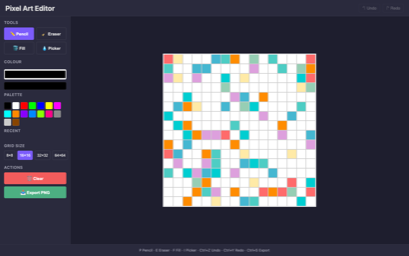 Pixel Art Editor
Undo
Redo
TOOLS
Pencil
Eraser
Fill
Picker
COLOUR
PALETTE
RECENT
GRID SIZE
8×8
16×16
32×32
64×64
ACTIONS
Clear
Export PNG